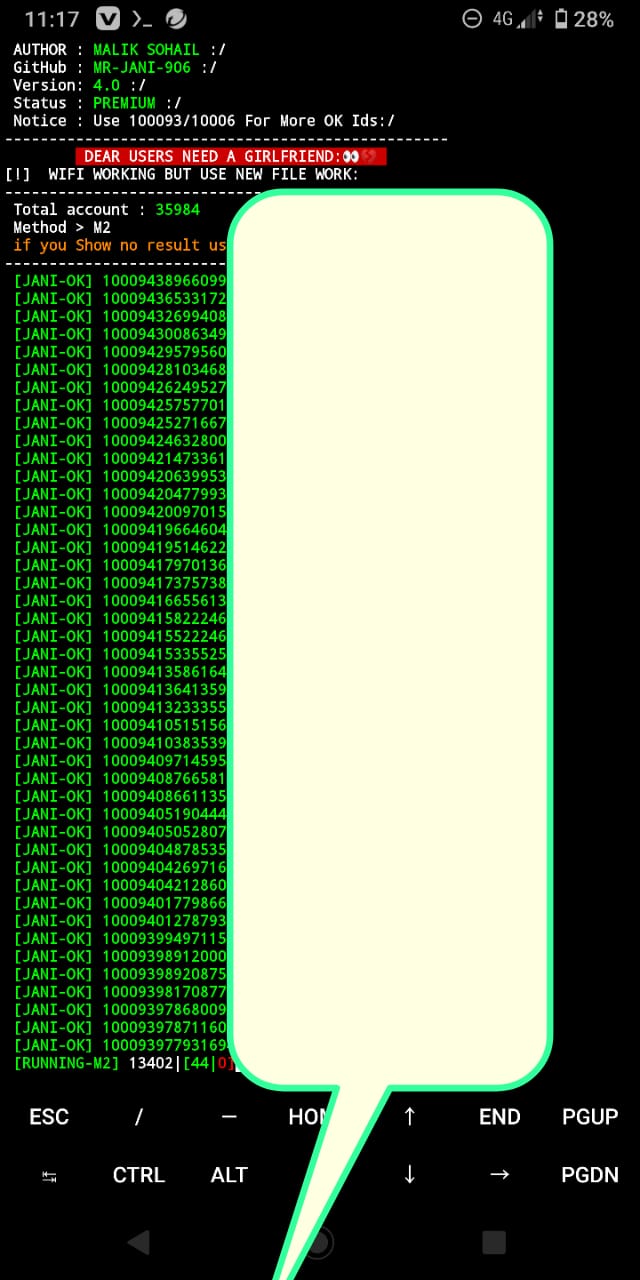 11:17 >_ 4G 28%
AUTHOR : MALIK SOHAIL :/
GitHub : MR-JANI-906 :/
Version: 4.0 :/
Status : PREMIUM :/
Notice : Use 100093/10006 For More OK Ids:/
--------------------------------------------------
DEAR USERS NEED A GIRLFRIEND:👀💔
[!] WIFI WORKING BUT USE NEW FILE WORK:
--------------------------------------------------
Total account : 35984
Method > M2
if you Show no result us
--------------------------------------------------
[JANI-OK] 10009438966099
[JANI-OK] 10009436533172
[JANI-OK] 10009432699408
[JANI-OK] 10009430086349
[JANI-OK] 10009429579560
[JANI-OK] 10009428103468
[JANI-OK] 10009426249527
[JANI-OK] 10009425757701
[JANI-OK] 10009425271667
[JANI-OK] 10009424632800
[JANI-OK] 10009421473361
[JANI-OK] 10009420639953
[JANI-OK] 10009420477993
[JANI-OK] 10009420097015
[JANI-OK] 10009419664604
[JANI-OK] 10009419514622
[JANI-OK] 10009417970136
[JANI-OK] 10009417375738
[JANI-OK] 10009416655613
[JANI-OK] 10009415822246
[JANI-OK] 10009415522246
[JANI-OK] 10009415335525
[JANI-OK] 10009413586164
[JANI-OK] 10009413641359
[JANI-OK] 10009413233355
[JANI-OK] 10009410515156
[JANI-OK] 10009410383539
[JANI-OK] 10009409714595
[JANI-OK] 10009408766581
[JANI-OK] 10009408661135
[JANI-OK] 10009405190444
[JANI-OK] 10009405052807
[JANI-OK] 10009404878535
[JANI-OK] 10009404269716
[JANI-OK] 10009404212860
[JANI-OK] 10009401779866
[JANI-OK] 10009401278793
[JANI-OK] 10009399497115
[JANI-OK] 10009398912000
[JANI-OK] 10009398920875
[JANI-OK] 10009398170877
[JANI-OK] 10009397868009
[JANI-OK] 10009397871160
[JANI-OK] 10009397793169
[RUNNING-M2] 13402|[44|0]
ESC / — HOM ↑ END PGUP
↹ CTRL ALT ↓ → PGDN